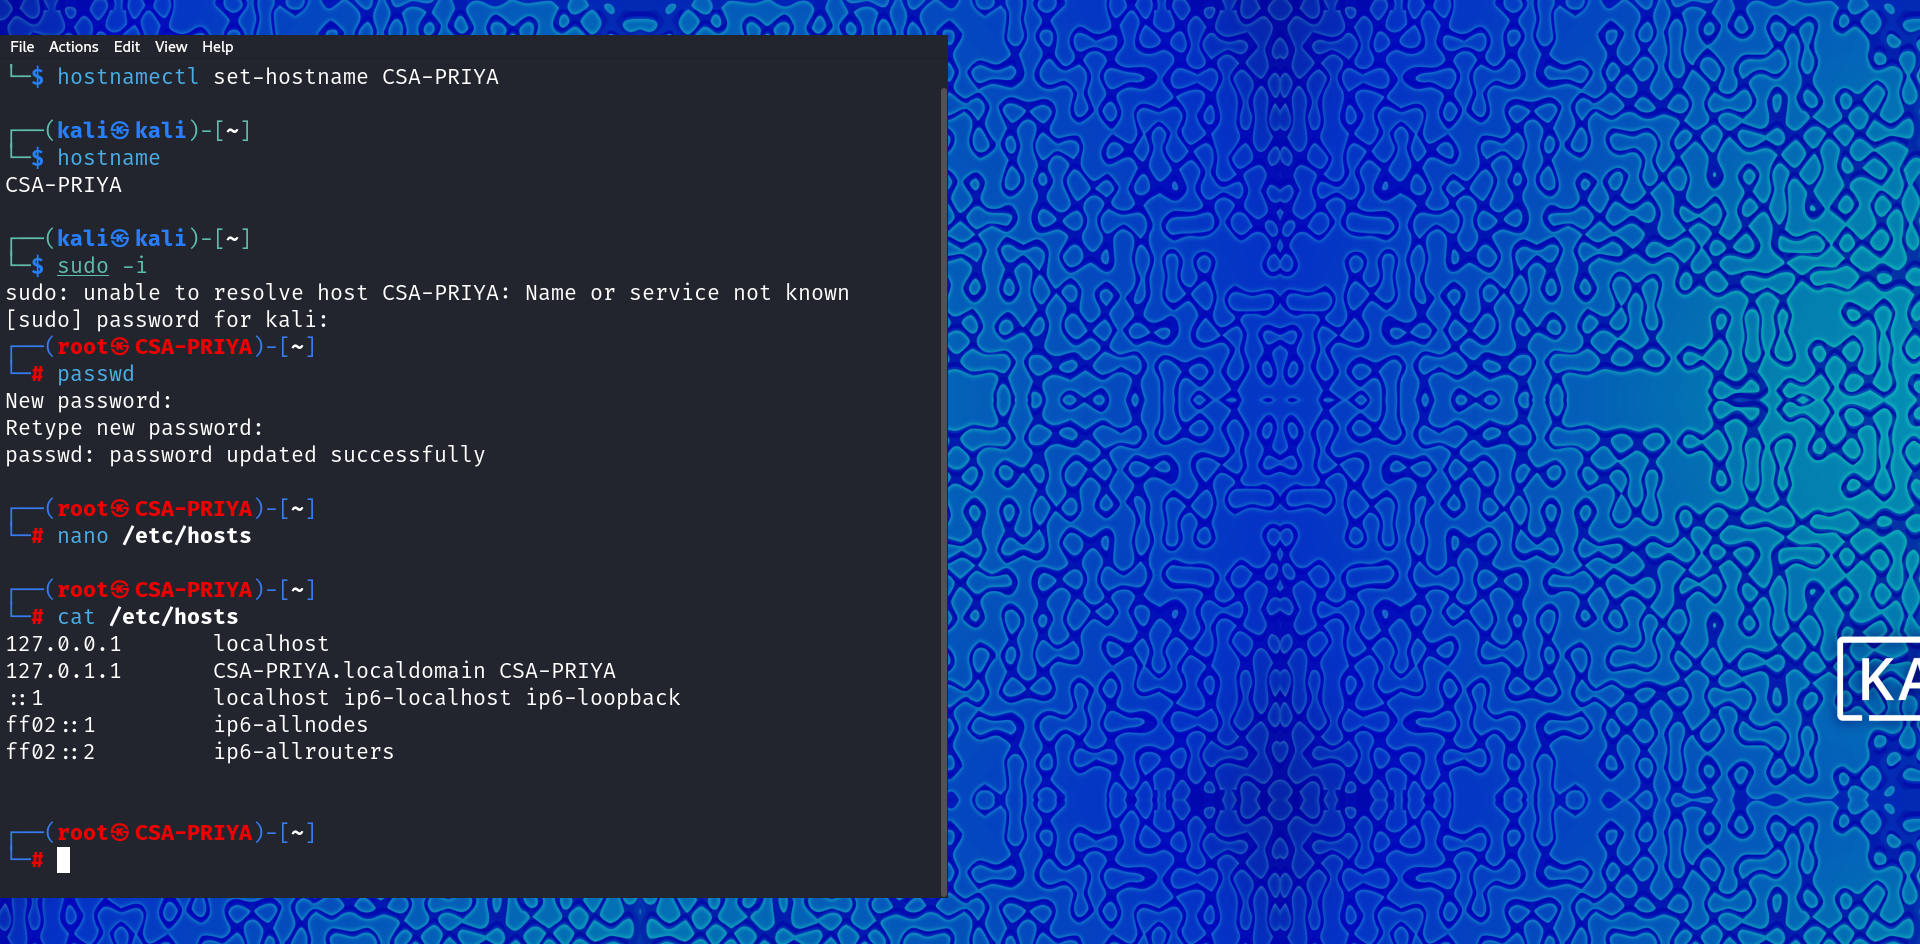 File Actions Edit View Help
└─$ hostnamectl set-hostname CSA-PRIYA
┌──(kali㉿kali)-[~]
└─$ hostname
CSA-PRIYA
┌──(kali㉿kali)-[~]
└─$ sudo -i
sudo: unable to resolve host CSA-PRIYA: Name or service not known
[sudo] password for kali:
┌──(root㉿CSA-PRIYA)-[~]
└─# passwd
New password:
Retype new password:
passwd: password updated successfully
┌──(root㉿CSA-PRIYA)-[~]
└─# nano /etc/hosts
┌──(root㉿CSA-PRIYA)-[~]
└─# cat /etc/hosts
127.0.0.1       localhost
127.0.1.1       CSA-PRIYA.localdomain CSA-PRIYA
::1             localhost ip6-localhost ip6-loopback
ff02::1         ip6-allnodes
ff02::2         ip6-allrouters
┌──(root㉿CSA-PRIYA)-[~]
└─#
KA